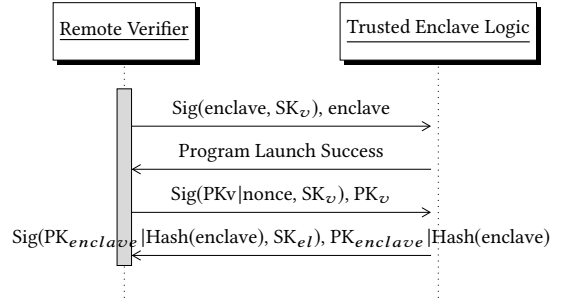 Remote Verifier
Trusted Enclave Logic
Sig(enclave, SK_v), enclave
Program Launch Success
Sig(PKv|nonce, SK_v), PK_v
Sig(PK_enclave|Hash(enclave), SK_el), PK_enclave|Hash(enclave)